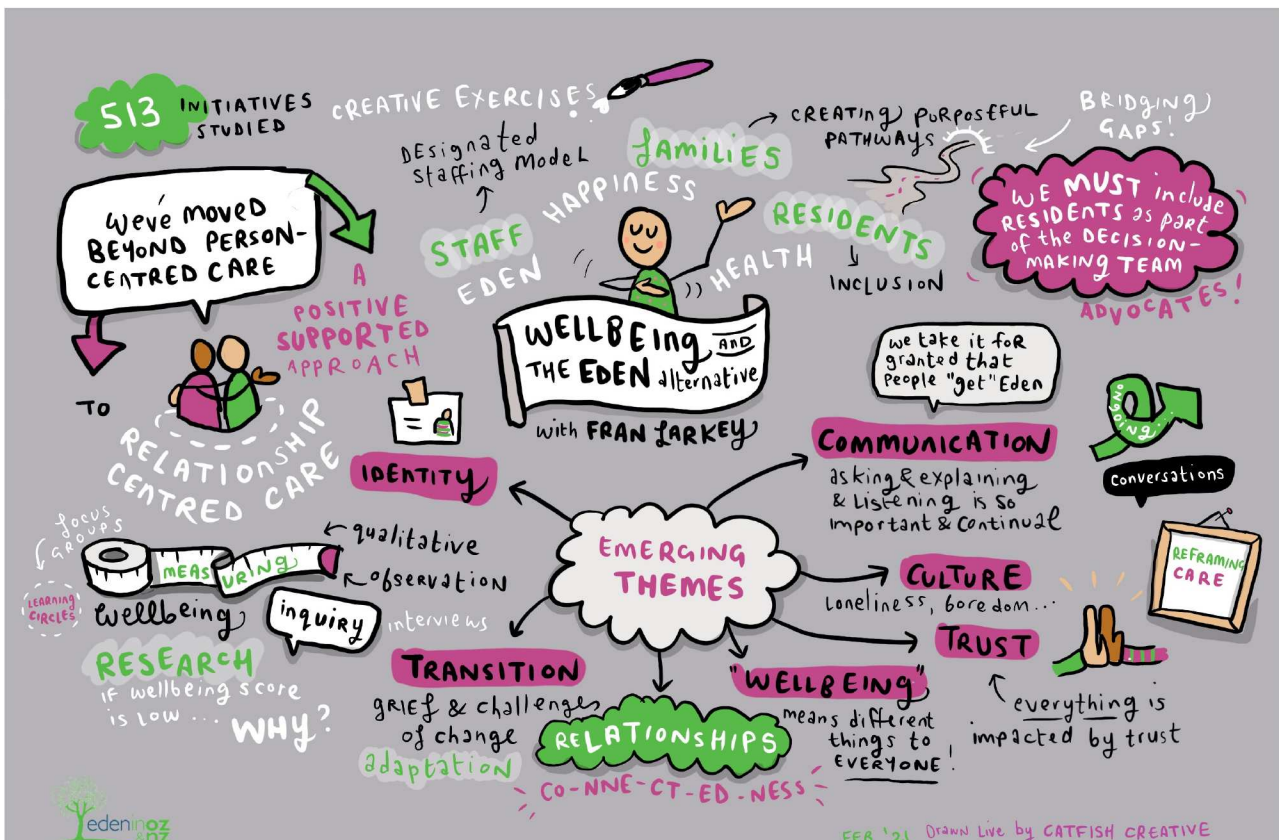 513
INITIATIVES
STUDIED
CREATIVE EXERCISES
DESIGNATED
STAFFING MODEL
FAMILIES
HAPPINESS
STAFF
EDEN
HEALTH
RESIDENTS
INCLUSION
CREATING PURPOSEFUL
PATHWAYS
BRIDGING
GAPS!
WE MUST include
RESIDENTS as part
of the DECISION-
MAKING TEAM
ADVOCATES!
We've MOVED
BEYOND PERSON-
CENTRED CARE
A
POSITIVE
SUPPORTED
APPROACH
TO
RELATIONSHIP
CENTRED CARE
WELLBEING AND
THE EDEN alternative
with FRAN LARKEY
we take it for
granted that
people "get" Eden
COMMUNICATION
asking & explaining
& Listening is so
important & continual
ONGOING
conversations
IDENTITY
EMERGING
THEMES
CULTURE
Loneliness, boredom...
TRUST
everything is
impacted by trust
REFRAMING
CARE
FOCUS
GROUPS
MEASURING
wellbeing
LEARNING
CIRCLES
qualitative
observation
inquiry
interviews
RESEARCH
if wellbeing score
is low ... WHY?
TRANSITION
GRIEF & challenges
of change
adaptation
RELATIONSHIPS
CO-NNE-CT-ED-NESS
"WELLBEING"
means different
things to
EVERYONE!
edeninoz
&nz
FEB '21 Drawn Live by CATFISH CREATIVE